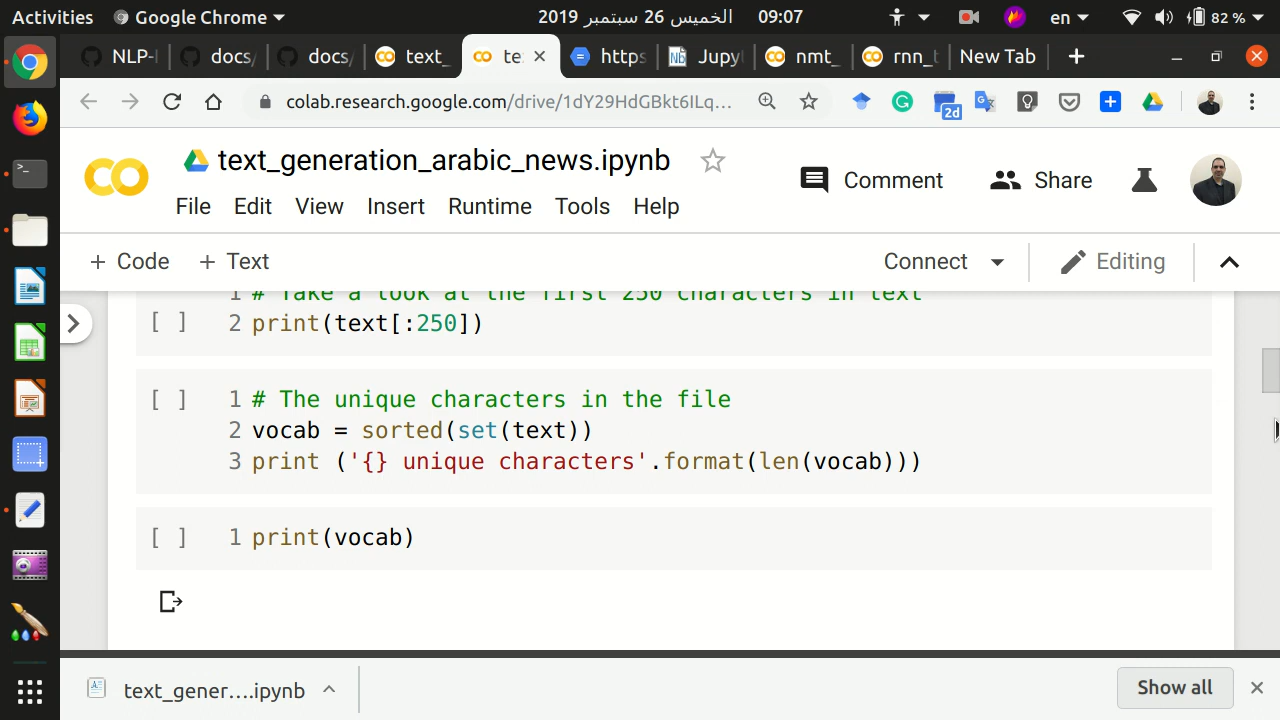 Activities Google Chrome الخميس 26 سبتمبر 2019 09:07 en 82 %
NLP- docs/ docs/ text_ te: https Jupyt nmt_ rnn_t New Tab
colab.research.google.com/drive/1dY29HdGBkt6ILq... 2d
text_generation_arabic_news.ipynb
Comment Share
File Edit View Insert Runtime Tools Help
+ Code + Text Connect Editing
1 # Take a look at the first 250 characters in text
[ ] 2 print(text[:250])
[ ] 1 # The unique characters in the file
2 vocab = sorted(set(text))
3 print ('{} unique characters'.format(len(vocab)))
[ ] 1 print(vocab)
text_gener....ipynb Show all